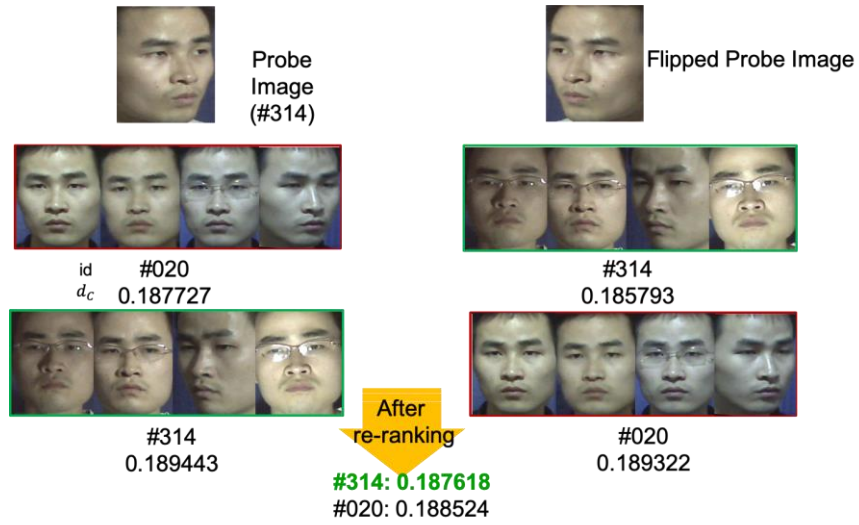 Probe
Image
(#314)
Flipped Probe Image
id #020
d_C 0.187727
#314
0.185793
#314
0.189443
#020
0.189322
After
re-ranking
#314: 0.187618
#020: 0.188524